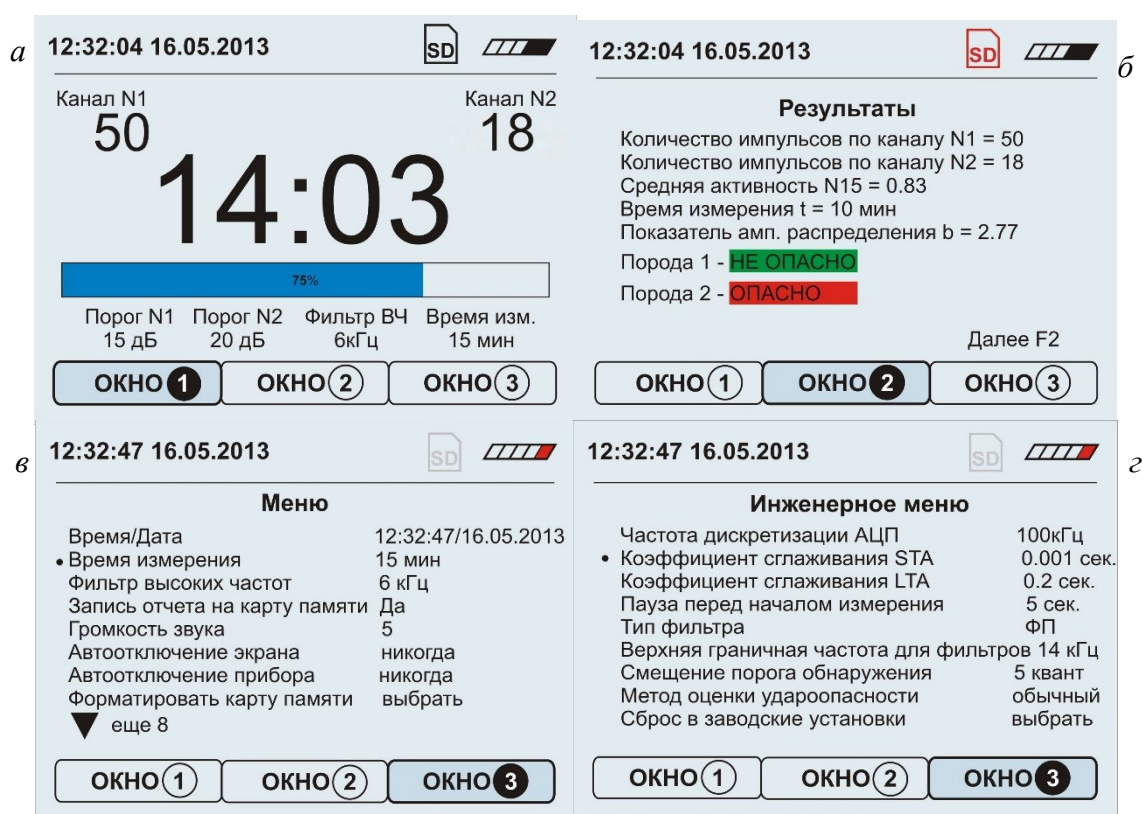 а
12:32:04 16.05.2013 SD
Канал N1 Канал N2
50 18
14:03
75%
Порог N1 Порог N2 Фильтр ВЧ Время изм.
15 дБ 20 дБ 6кГц 15 мин
ОКНО 1 ОКНО 2 ОКНО 3
б
12:32:04 16.05.2013 SD
Результаты
Количество импульсов по каналу N1 = 50
Количество импульсов по каналу N2 = 18
Средняя активность N15 = 0.83
Время измерения t = 10 мин
Показатель амп. распределения b = 2.77
Порода 1 - НЕ ОПАСНО
Порода 2 - ОПАСНО
Далее F2
ОКНО 1 ОКНО 2 ОКНО 3
в
12:32:47 16.05.2013 SD
Меню
Время/Дата 12:32:47/16.05.2013
• Время измерения 15 мин
Фильтр высоких частот 6 кГц
Запись отчета на карту памяти Да
Громкость звука 5
Автоотключение экрана никогда
Автоотключение прибора никогда
Форматировать карту памяти выбрать
▼ еще 8
ОКНО 1 ОКНО 2 ОКНО 3
г
12:32:47 16.05.2013 SD
Инженерное меню
Частота дискретизации АЦП 100кГц
• Коэффициент сглаживания STA 0.001 сек.
Коэффициент сглаживания LTA 0.2 сек.
Пауза перед началом измерения 5 сек.
Тип фильтра ФП
Верхняя граничная частота для фильтров 14 кГц
Смещение порога обнаружения 5 квант
Метод оценки удароопасности обычный
Сброс в заводские установки выбрать
ОКНО 1 ОКНО 2 ОКНО 3